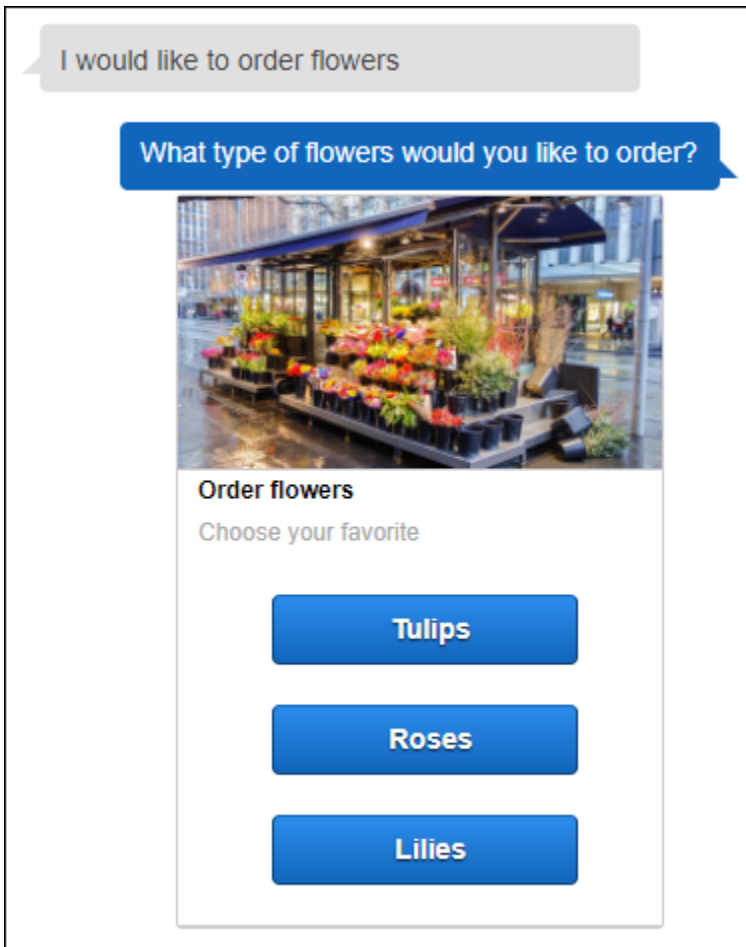 I would like to order flowers
What type of flowers would you like to order?
Order flowers
Choose your favorite
Tulips
Roses
Lilies